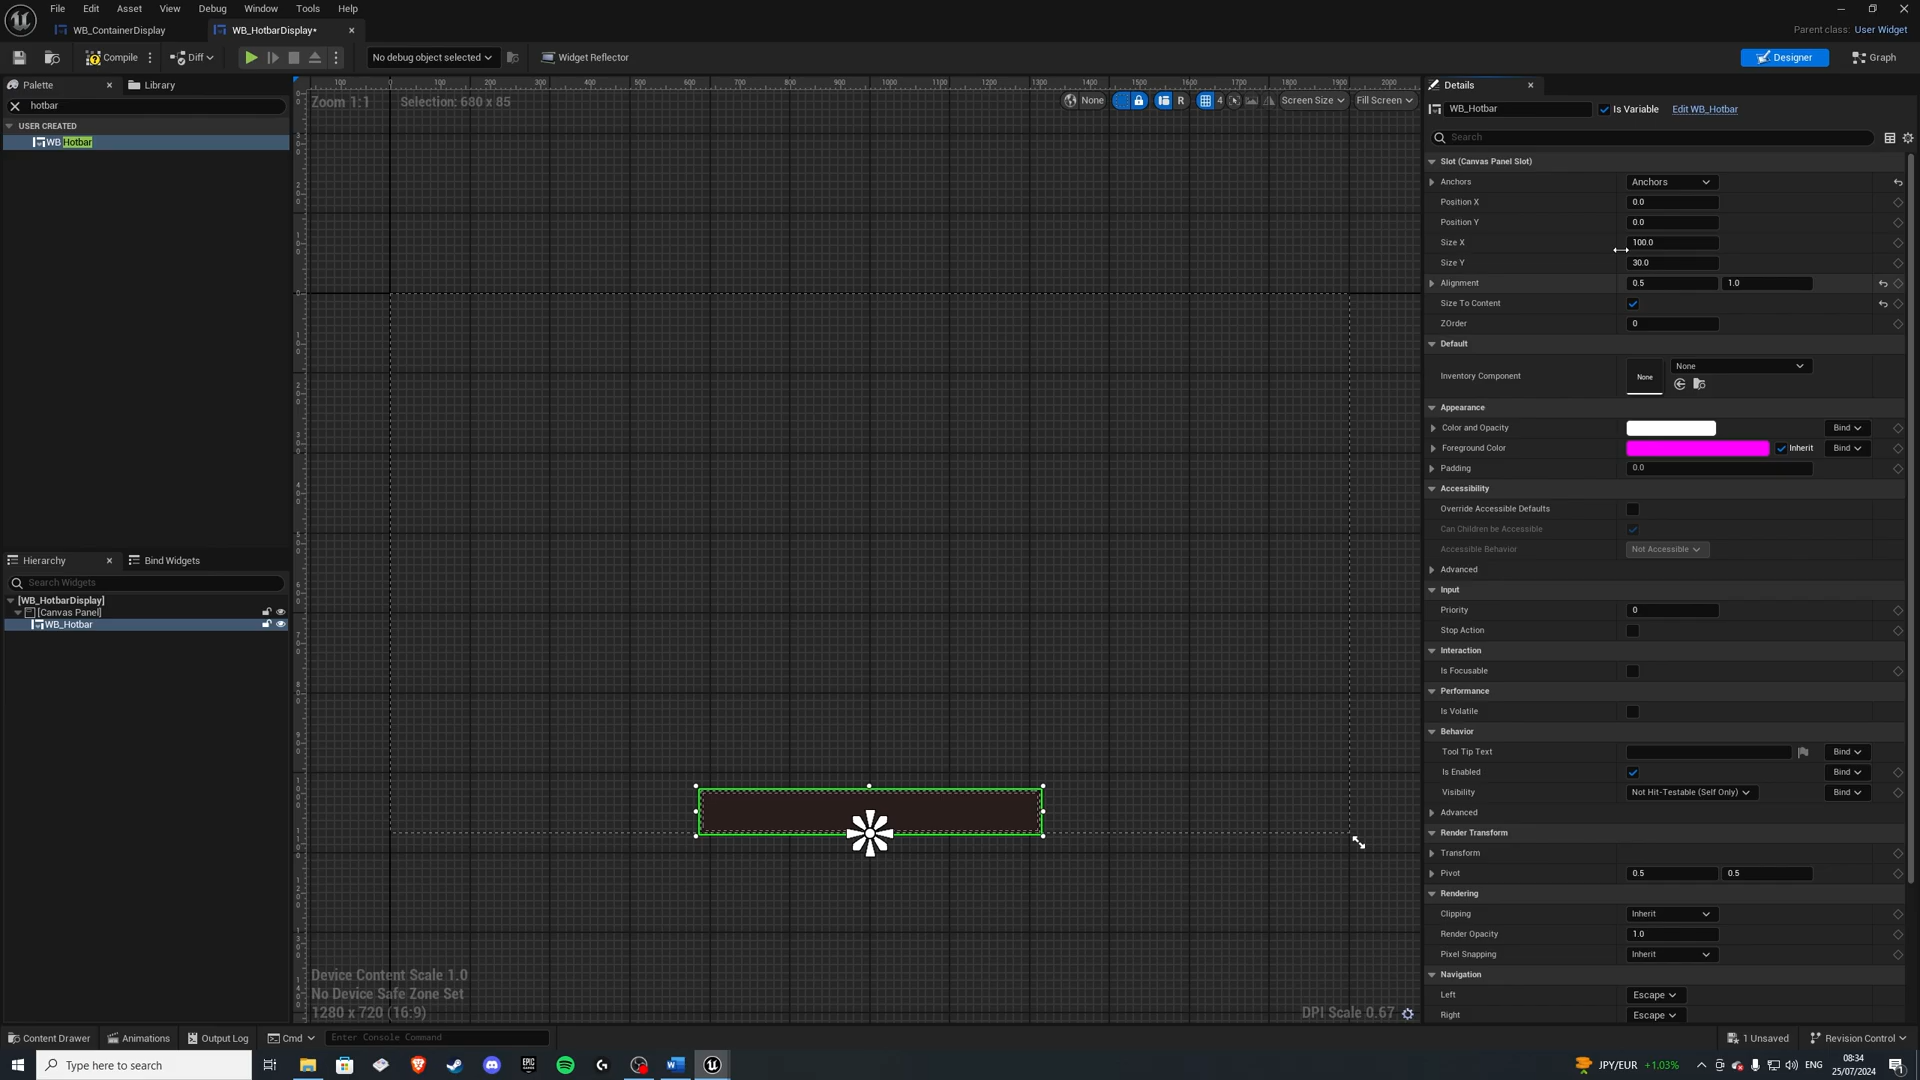 File Edit Asset View Debug Window Tools Help
WB_ContainerDisplay WB_HotbarDisplay•
Parent class: User Widget
Compile Diff No debug object selected Widget Reflector Designer Graph
Palette Library
hotbar
USER CREATED
WB Hotbar
Zoom 1:1 Selection: 680 x 85
None R 4 Screen Size Fill Screen
Device Content Scale 1.0
No Device Safe Zone Set
1280 x 720 (16:9)
DPI Scale 0.67
Hierarchy Bind Widgets
Search Widgets
[WB_HotbarDisplay]
[Canvas Panel]
WB_Hotbar
Details
WB_Hotbar Is Variable Edit WB_Hotbar
Search
Slot (Canvas Panel Slot)
Anchors Anchors
Position X 0.0
Position Y 0.0
Size X 100.0
Size Y 30.0
Alignment 0.5 1.0
Size To Content
ZOrder 0
Default
Inventory Component None None
Appearance
Color and Opacity Bind
Foreground Color Inherit Bind
Padding 0.0
Accessibility
Override Accessible Defaults
Can Children be Accessible
Accessible Behavior Not Accessible
Advanced
Input
Priority 0
Stop Action
Interaction
Is Focusable
Performance
Is Volatile
Behavior
Tool Tip Text Bind
Is Enabled Bind
Visibility Not Hit-Testable (Self Only) Bind
Advanced
Render Transform
Transform
Pivot 0.5 0.5
Rendering
Clipping Inherit
Render Opacity 1.0
Pixel Snapping Inherit
Navigation
Left Escape
Right Escape
Content Drawer Animations Output Log Cmd Enter Console Command 1 Unsaved Revision Control
Type here to search JPY/EUR +1.03% ENG 08:34
25/07/2024